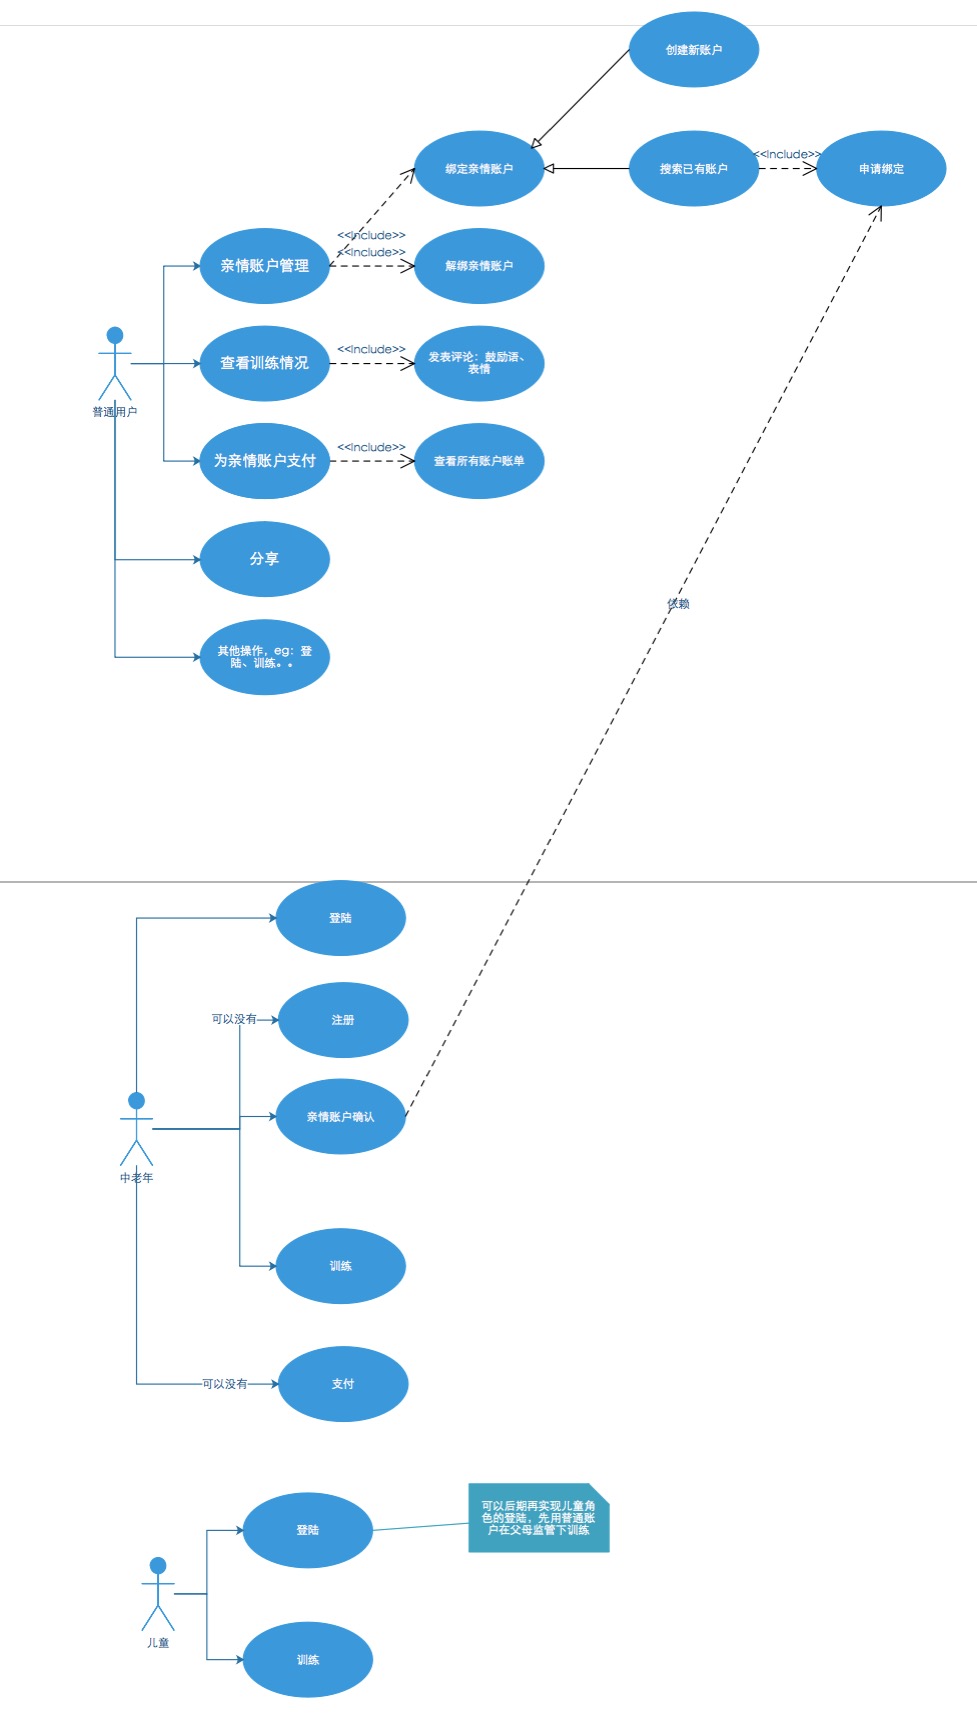 创建新账户
绑定亲情账户
搜索已有账户
<<Include>>
申请绑定
<<Include>>
<<Include>>
亲情账户管理
解绑亲情账户
查看训练情况
<<Include>>
发表评论：鼓励语、
表情
普通用户
为亲情账户支付
<<Include>>
查看所有账户账单
分享
依赖
其他操作，eg：登
陆、训练。。
登陆
可以没有
注册
亲情账户确认
中老年
训练
可以没有
支付
登陆
可以后期再实现儿童角
色的登陆，先用普通账
户在父母监管下训练
儿童
训练